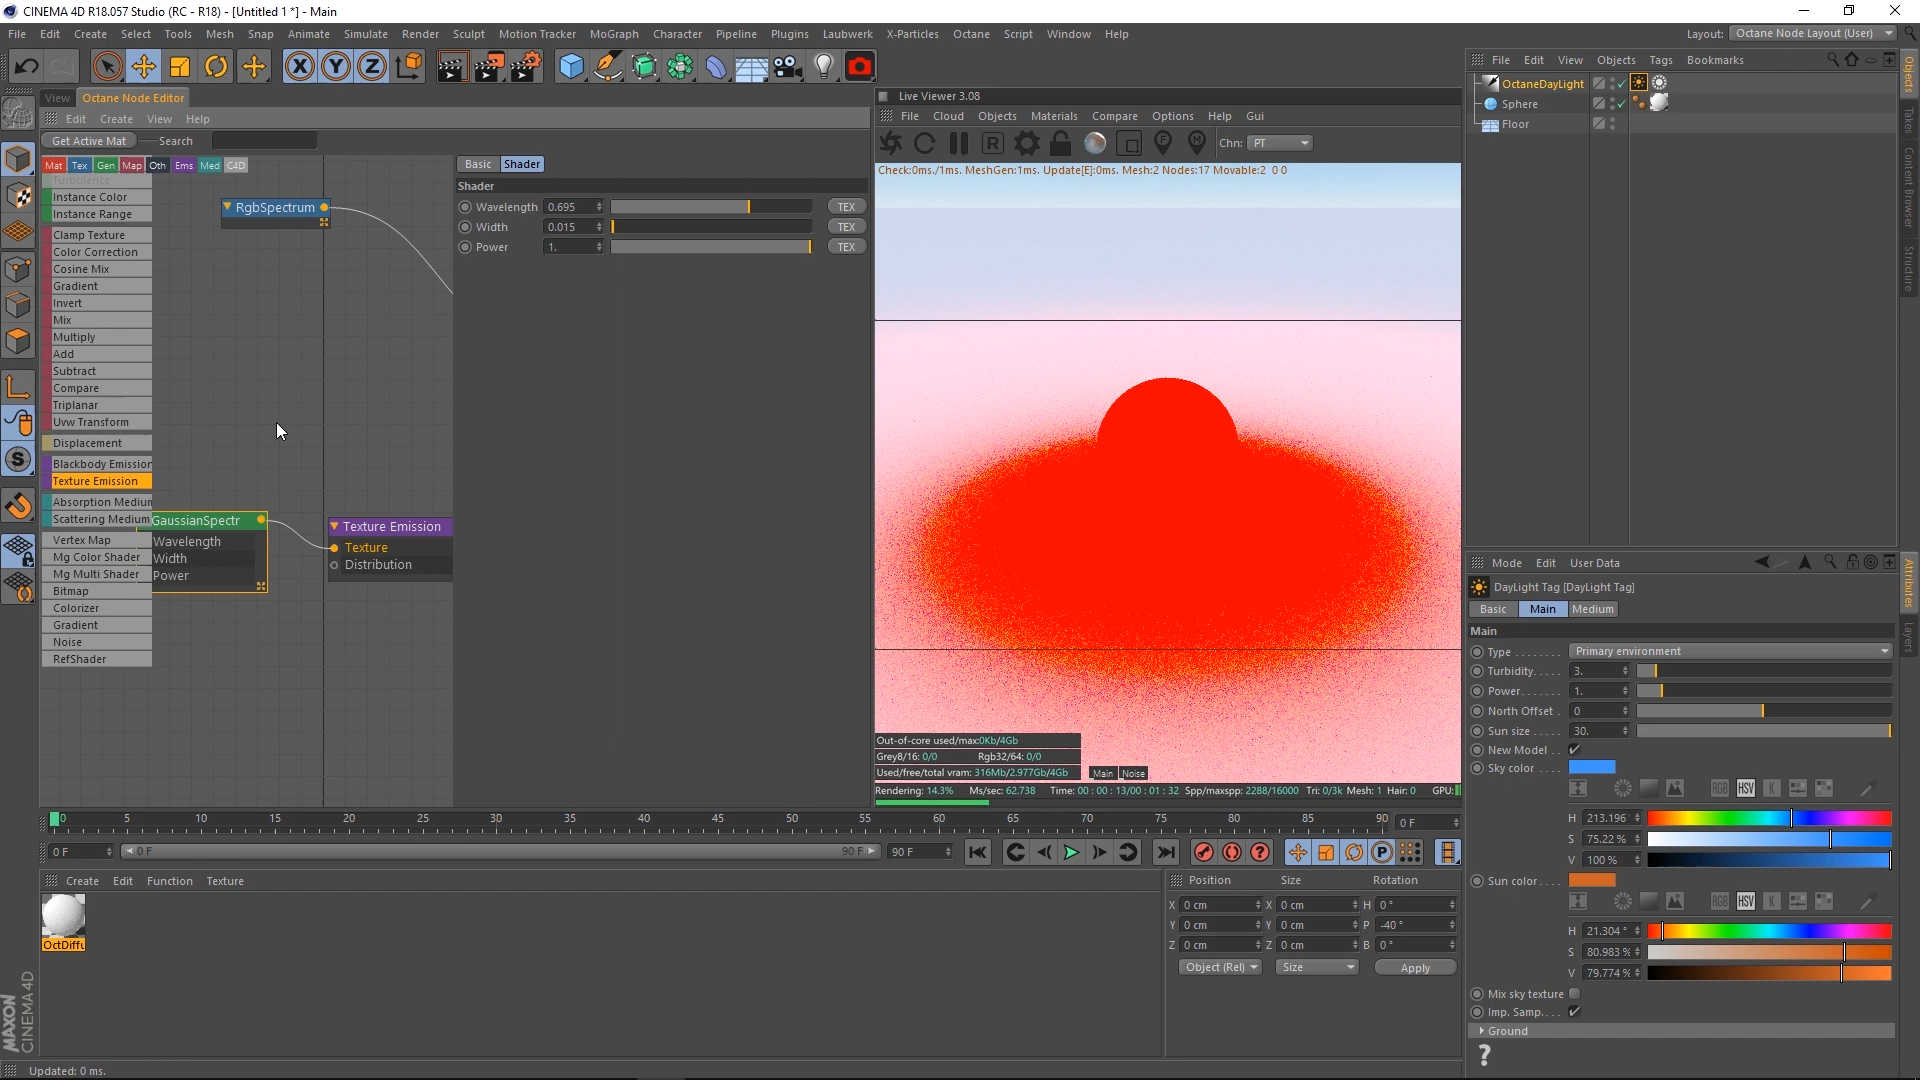 CINEMA 4D R18.057 Studio (RC - R18) - [Untitled 1 *] - Main
File Edit Create Select Tools Mesh Snap Animate Simulate Render Sculpt Motion Tracker MoGraph Character Pipeline Plugins Laubwerk X-Particles Octane Script Window Help
Layout: Octane Node Layout (User)
X Y Z
View Octane Node Editor
Edit Create View Help
Get Active Mat Search
Mat Tex Gen Map Oth Ems Med C4D
Instance Color
Instance Range
Clamp Texture
Color Correction
Cosine Mix
Gradient
Invert
Mix
Multiply
Add
Subtract
Compare
Triplanar
Uvw Transform
Displacement
Blackbody Emission
Texture Emission
Absorption Medium
Scattering Medium
Vertex Map
Mg Color Shader
Mg Multi Shader
Bitmap
Colorizer
Gradient
Noise
RefShader
RgbSpectrum
GaussianSpectr
Wavelength
Width
Power
Texture Emission
Texture
Distribution
Basic Shader
Shader
Wavelength 0.695 TEX
Width 0.015 TEX
Power 1. TEX
Live Viewer 3.08
File Cloud Objects Materials Compare Options Help Gui
R M Chn: PT
Check:0ms./1ms. MeshGen:1ms. Update[E]:0ms. Mesh:2 Nodes:17 Movable:2 0 0
Out-of-core used/max:0Kb/4Gb
Grey8/16: 0/0 Rgb32/64: 0/0
Used/free/total vram: 316Mb/2.977Gb/4Gb Main Noise
Rendering: 14.3% Ms/sec: 62.738 Time: 00 : 00 : 13/00 : 01 : 32 Spp/maxspp: 2288/16000 Tri: 0/3k Mesh: 1 Hair: 0 GPU:
File Edit View Objects Tags Bookmarks
OctaneDayLight
Sphere
Floor
Objects
Takes
Content Browser
Structure
Mode Edit User Data
DayLight Tag [DayLight Tag]
Basic Main Medium
Main
Type Primary environment
Turbidity 3.
Power 1.
North Offset 0
Sun size 30.
New Model
Sky color
RGB HSV K
H 213.196 °
S 75.22 %
V 100 %
Sun color
RGB HSV K
H 21.304 °
S 80.983 %
V 79.774 %
Mix sky texture
Imp. Samp.
Ground
?
Attributes
Layers
0 5 10 15 20 25 30 35 40 45 50 55 60 65 70 75 80 85 90 0 F
0 F 0 F 90 F 90 F
Create Edit Function Texture
OctDiffu
Position Size Rotation
X 0 cm X 0 cm H 0 °
Y 0 cm Y 0 cm P -40 °
Z 0 cm Z 0 cm B 0 °
Object (Rel) Size Apply
MAXON CINEMA 4D
Updated: 0 ms.